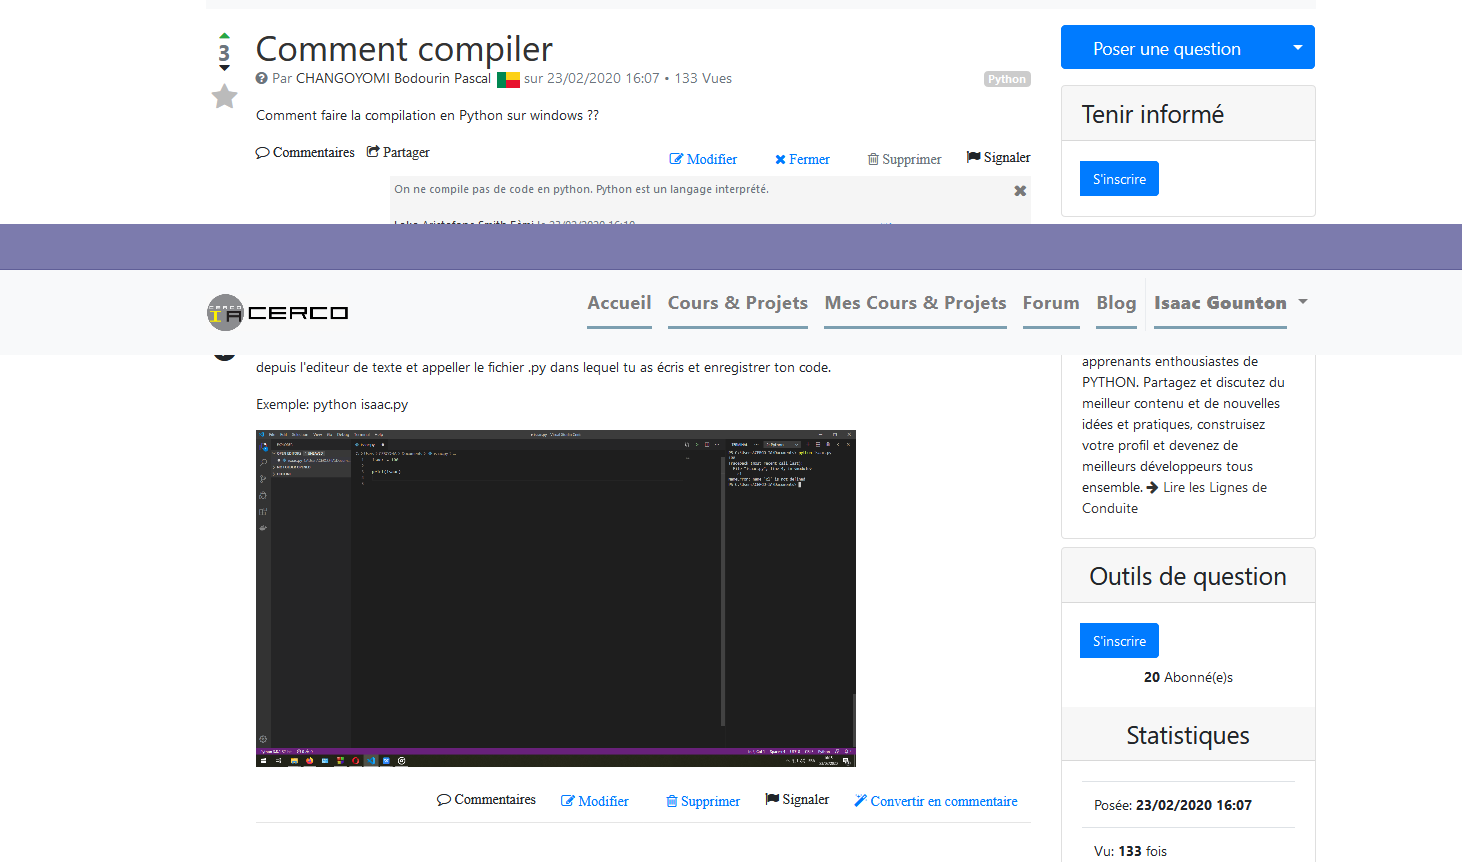 3
Comment compiler
Par CHANGOYOMI Bodourin Pascal sur 23/02/2020 16:07 • 133 Vues
Python
Comment faire la compilation en Python sur windows ??
Commentaires Partager
Modifier Fermer Supprimer Signaler
On ne compile pas de code en python. Python est un langage interprété.
Poser une question
Tenir informé
S'inscrire
CERCO
IA CERCO
Accueil Cours & Projets Mes Cours & Projets Forum Blog Isaac Gounton
depuis l'editeur de texte et appeller le fichier .py dans lequel tu as écris et enregistrer ton code.
Exemple: python isaac.py
print(isaac)
Commentaires Modifier Supprimer Signaler Convertir en commentaire
apprenants enthousiastes de
PYTHON. Partagez et discutez du
meilleur contenu et de nouvelles
idées et pratiques, construisez
votre profil et devenez de
meilleurs développeurs tous
ensemble. Lire les Lignes de
Conduite
Outils de question
S'inscrire
20 Abonné(e)s
Statistiques
Posée: 23/02/2020 16:07
Vu: 133 fois